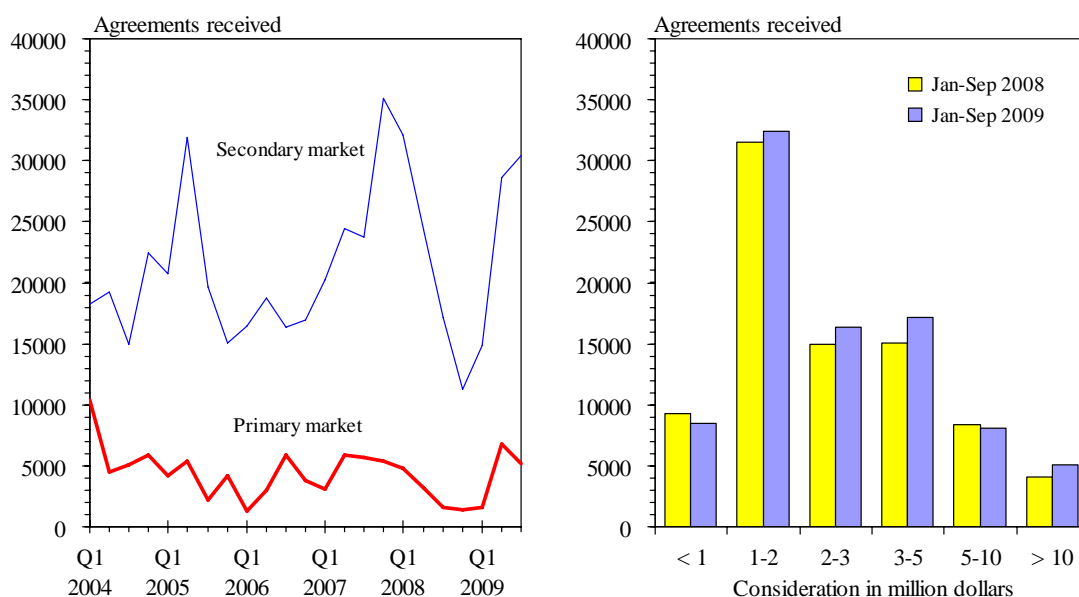 Agreements received
40000
35000
30000
25000
20000
15000
10000
5000
0
Secondary market
Primary market
Q1 Q1 Q1 Q1 Q1 Q1
2004 2005 2006 2007 2008 2009
Agreements received
40000
35000
30000
25000
20000
15000
10000
5000
0
Jan-Sep 2008
Jan-Sep 2009
< 1 1-2 2-3 3-5 5-10 > 10
Consideration in million dollars